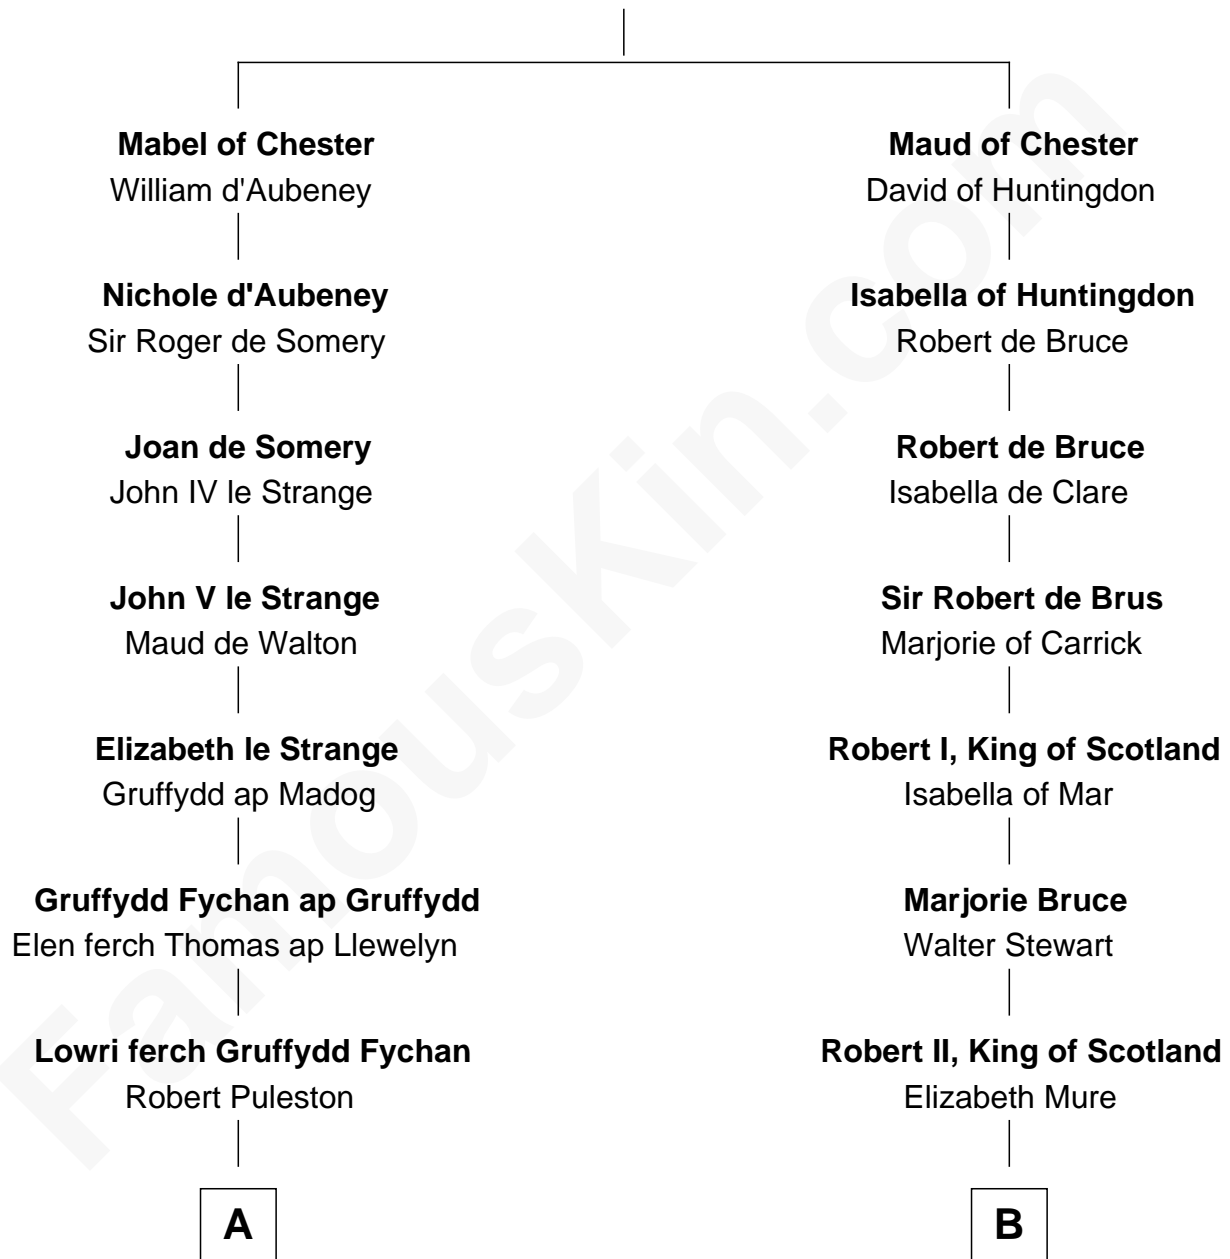 Mabel of Chester
William d'Aubeney
Nichole d'Aubeney
Sir Roger de Somery
Joan de Somery
John IV le Strange
John V le Strange
Maud de Walton
Elizabeth le Strange
Gruffydd ap Madog
Gruffydd Fychan ap Gruffydd
Elen ferch Thomas ap Llewelyn
Lowri ferch Gruffydd Fychan
Robert Puleston
A
Maud of Chester
David of Huntingdon
Isabella of Huntingdon
Robert de Bruce
Robert de Bruce
Isabella de Clare
Sir Robert de Brus
Marjorie of Carrick
Robert I, King of Scotland
Isabella of Mar
Marjorie Bruce
Walter Stewart
Robert II, King of Scotland
Elizabeth Mure
B
FamousKin.com